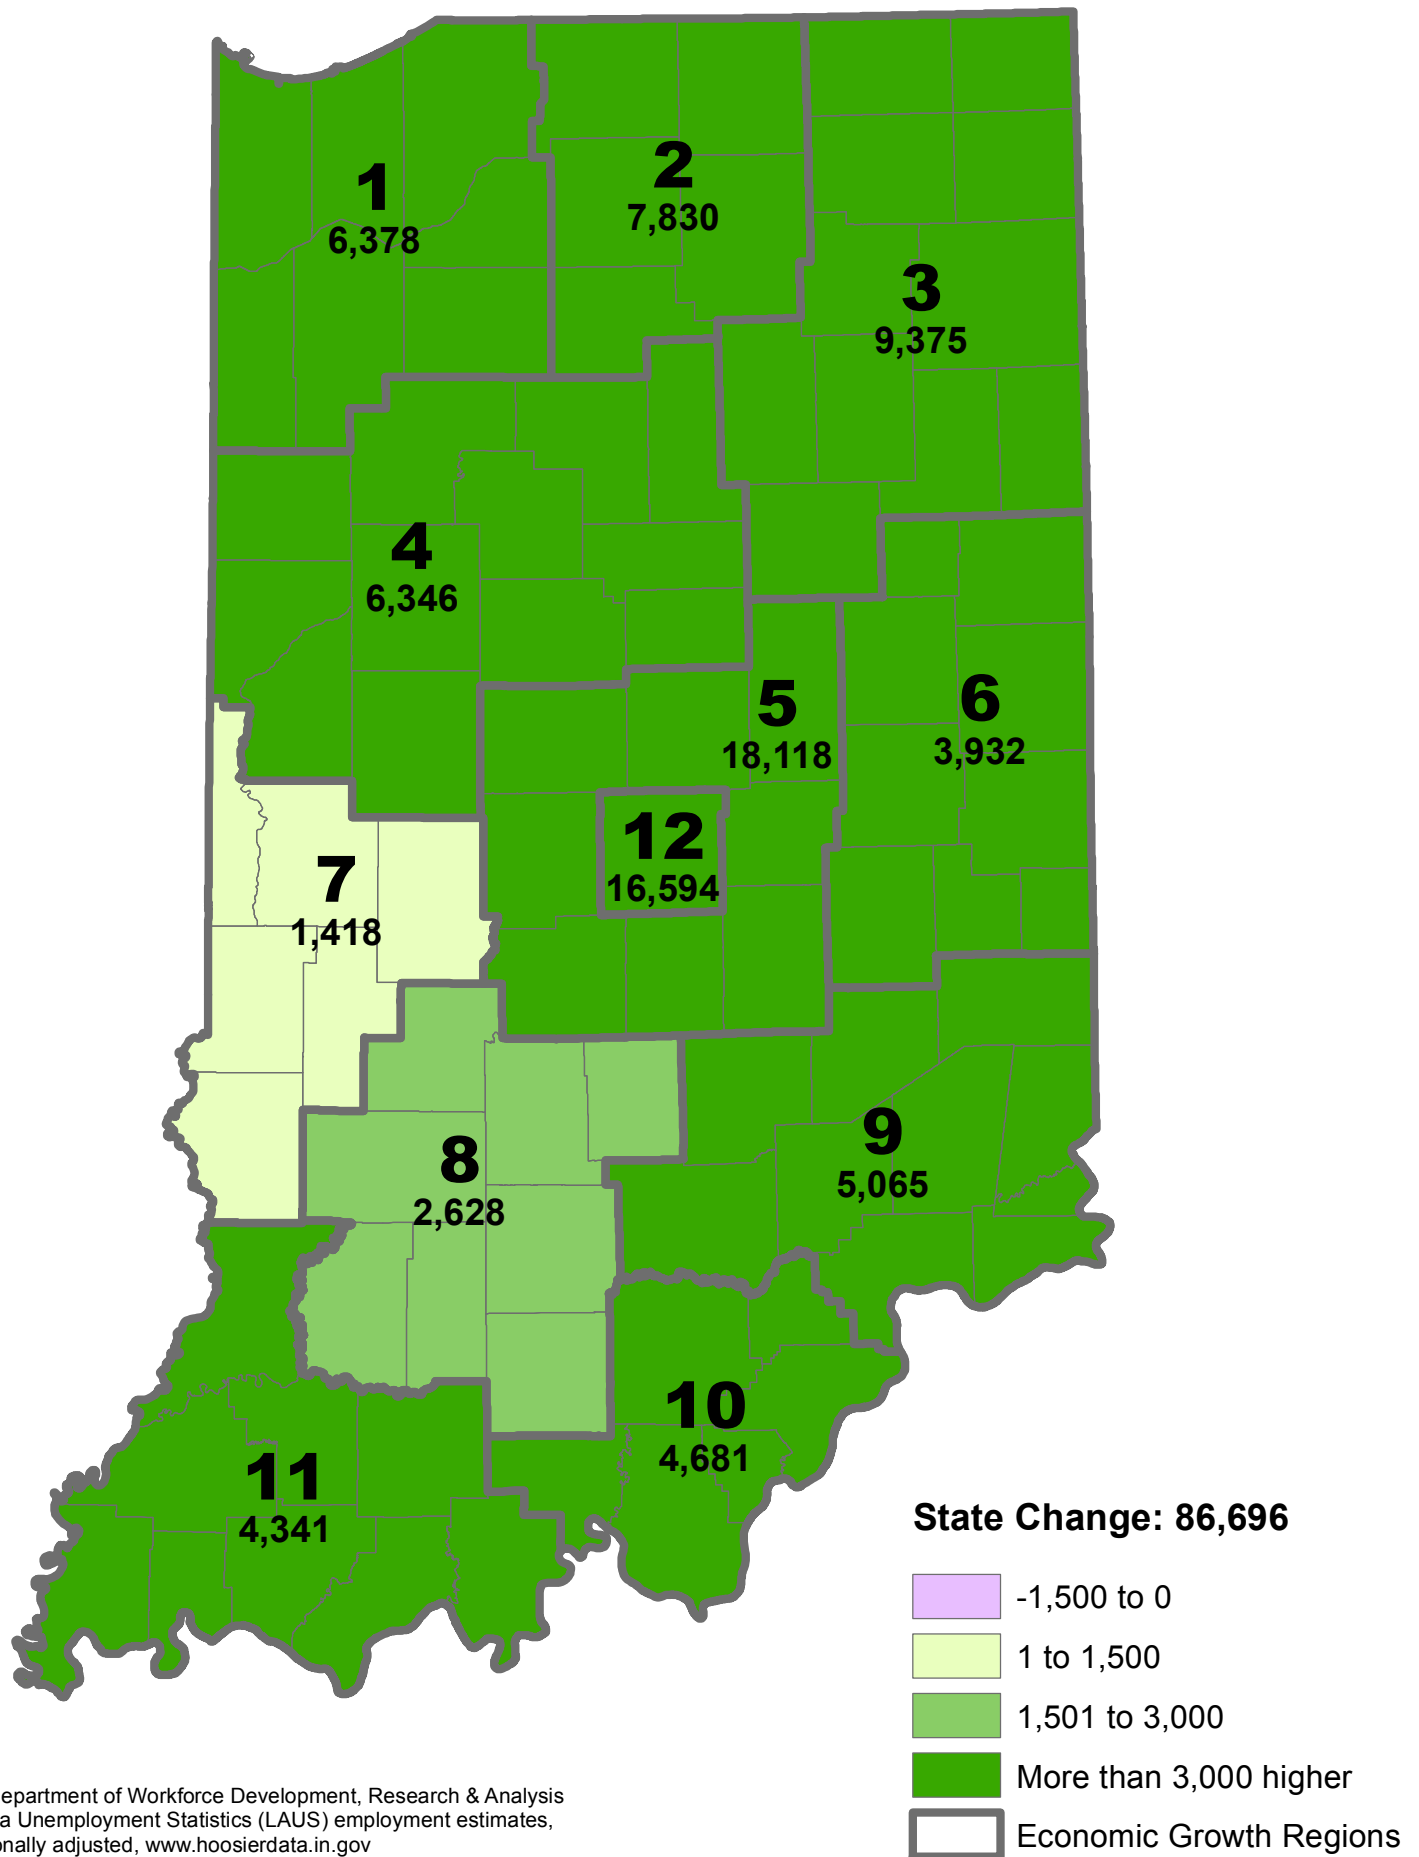 1
6,378
2
7,830
3
9,375
4
6,346
5
18,118
6
3,932
12
16,594
7
1,418
8
2,628
9
5,065
10
4,681
11
4,341
State Change: 86,696
-1,500 to 0
1 to 1,500
1,501 to 3,000
More than 3,000 higher
Economic Growth Regions
epartment of Workforce Development, Research & Analysis
a Unemployment Statistics (LAUS) employment estimates,
onally adjusted, www.hoosierdata.in.gov